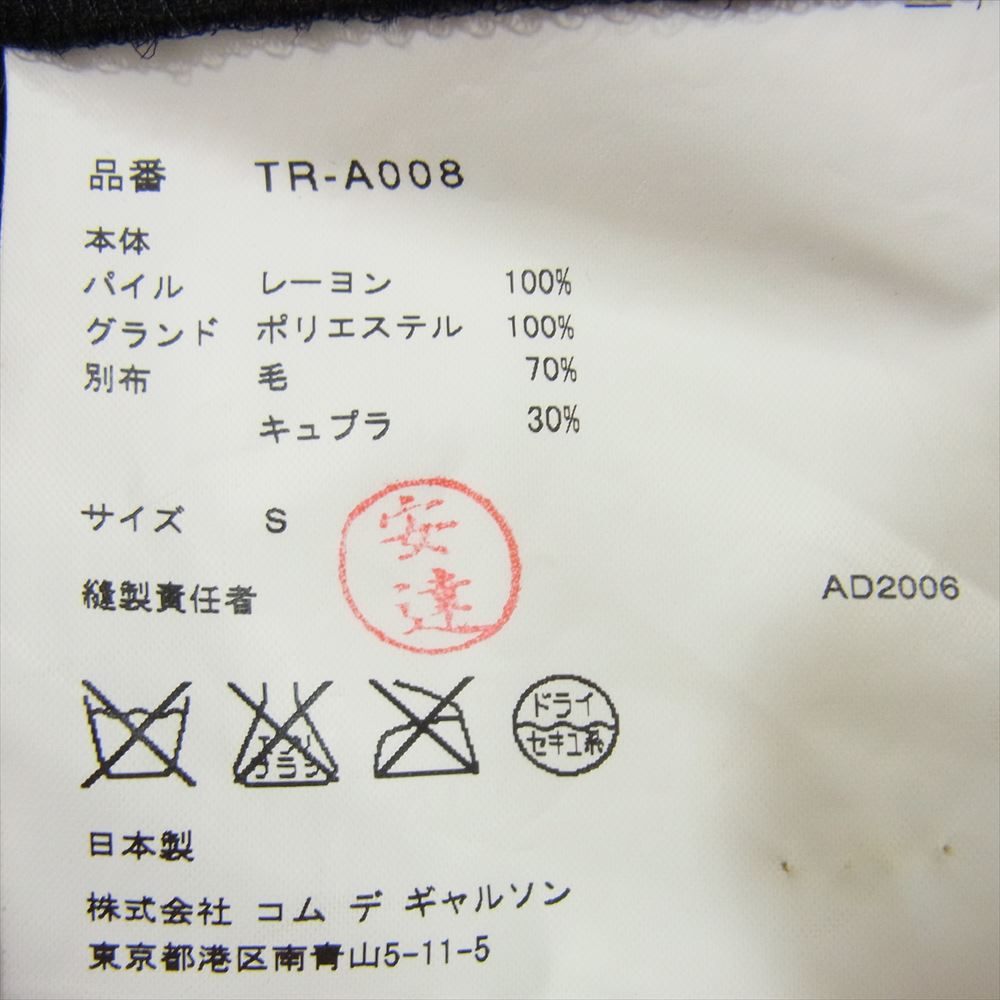 品番 TR-A008
本体
パイル レーヨン 100%
グランド ポリエステル 100%
別布 毛 70%
キュプラ 30%
サイズ S
安達
縫製責任者 AD2006
ドライ
セキユ系
日本製
株式会社 コム デ ギャルソン
東京都港区南青山5-11-5